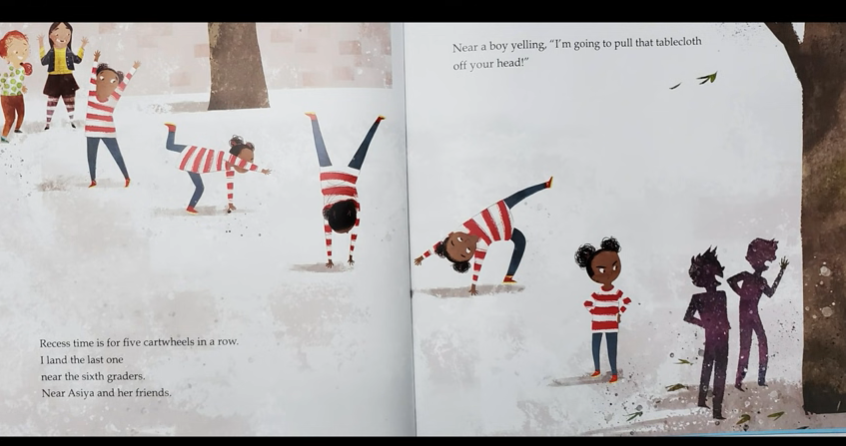 Recess time is for five cartwheels in a row.
I land the last one
near the sixth graders.
Near Asiya and her friends.
Near a boy yelling, “I'm going to pull that tablecloth
off your head!”